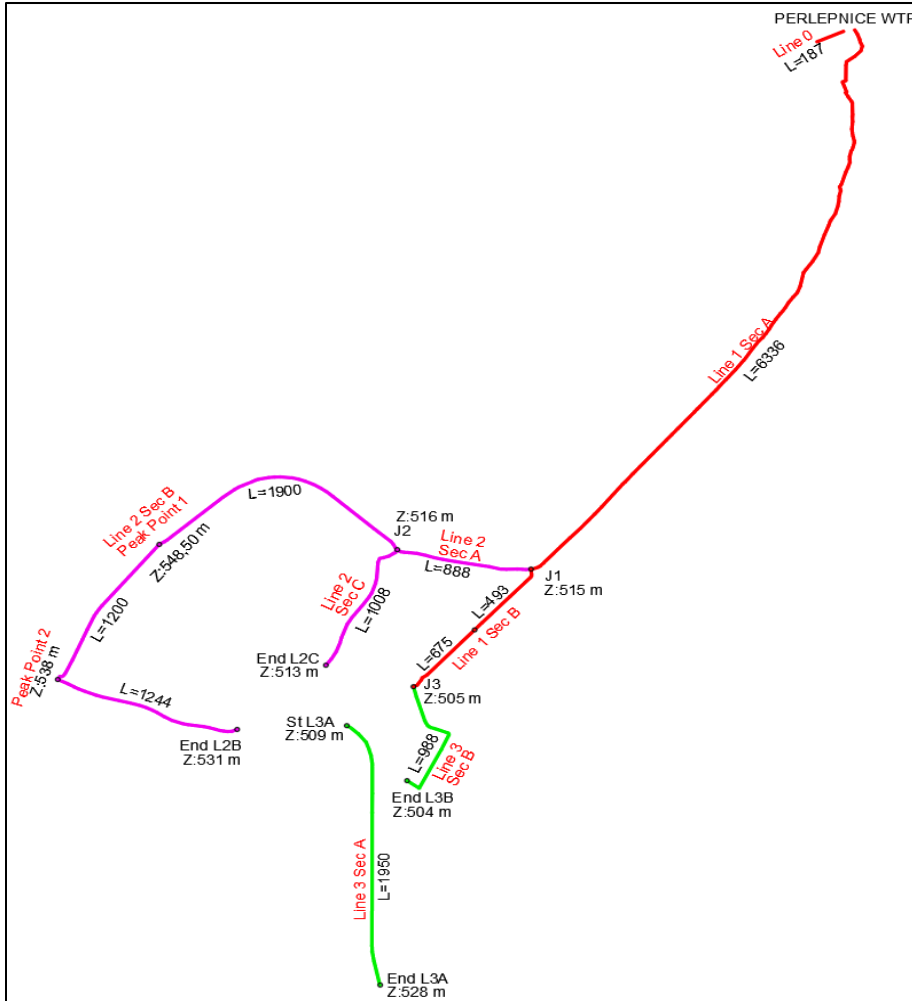 PERLEPNICE WTP
Line 0
L=187
Line 1 Sec A
L=6336
L=1900
Line 2 Sec B
Peak Point 1
Z:548,50 m
Z:516 m
J2
Line 2
Sec A
L=888
J1
Z:515 m
L=493
Line 2
Sec C
L=1008
L=1200
L=675
Line 1 Sec B
End L2C
Z:513 m
Peak Point 2
Z:538 m
J3
Z:505 m
L=1244
St L3A
Z:509 m
End L2B
Z:531 m
L=988
Line 3
Sec B
End L3B
Z:504 m
Line 3 Sec A
L=1950
End L3A
Z:528 m